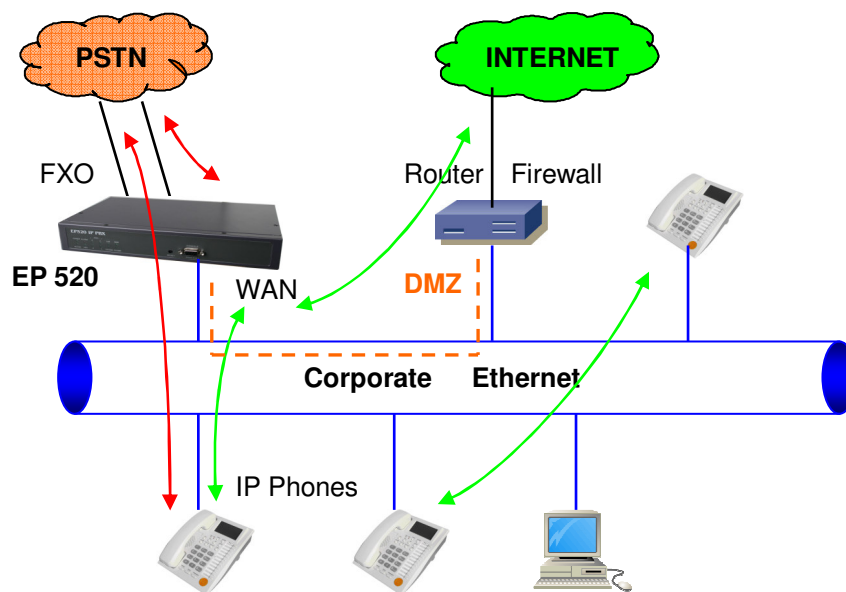 PSTN
INTERNET
FXO
Router Firewall
EP 520
WAN
DMZ
Corporate Ethernet
IP Phones